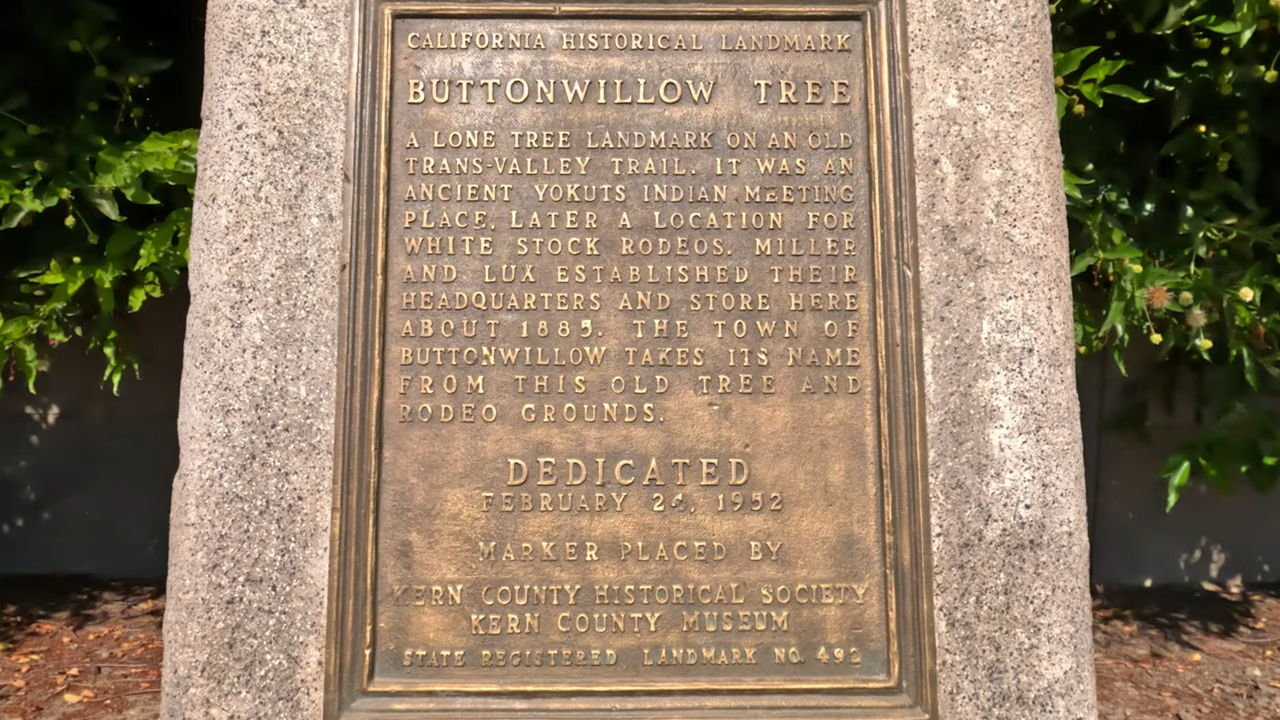 CALIFORNIA HISTORICAL LANDMARK
BUTTONWILLOW TREE
A LONE TREE LANDMARK ON AN OLD
TRANS-VALLEY TRAIL. IT WAS AN
ANCIENT YOKUTS INDIAN MEETING
PLACE, LATER A LOCATION FOR
WHITE STOCK RODEOS. MILLER
AND LUX ESTABLISHED THEIR
HEADQUARTERS AND STORE HERE
ABOUT 1885. THE TOWN OF
BUTTONWILLOW TAKES ITS NAME
FROM THIS OLD TREE AND
RODEO GROUNDS.
DEDICATED
FEBRUARY 24, 1952
MARKER PLACED BY
KERN COUNTY HISTORICAL SOCIETY
KERN COUNTY MUSEUM
STATE REGISTERED LANDMARK NO. 492